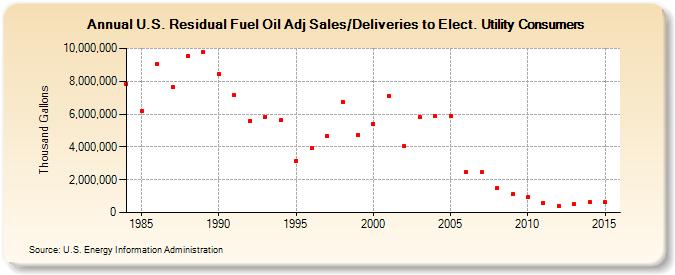 Annual U.S. Residual Fuel Oil Adj Sales/Deliveries to Elect. Utility Consumers
Thousand Gallons
10,000,000
8,000,000
6,000,000
4,000,000
2,000,000
0
1985 1990 1995 2000 2005 2010 2015
Source: U.S. Energy Information Administration